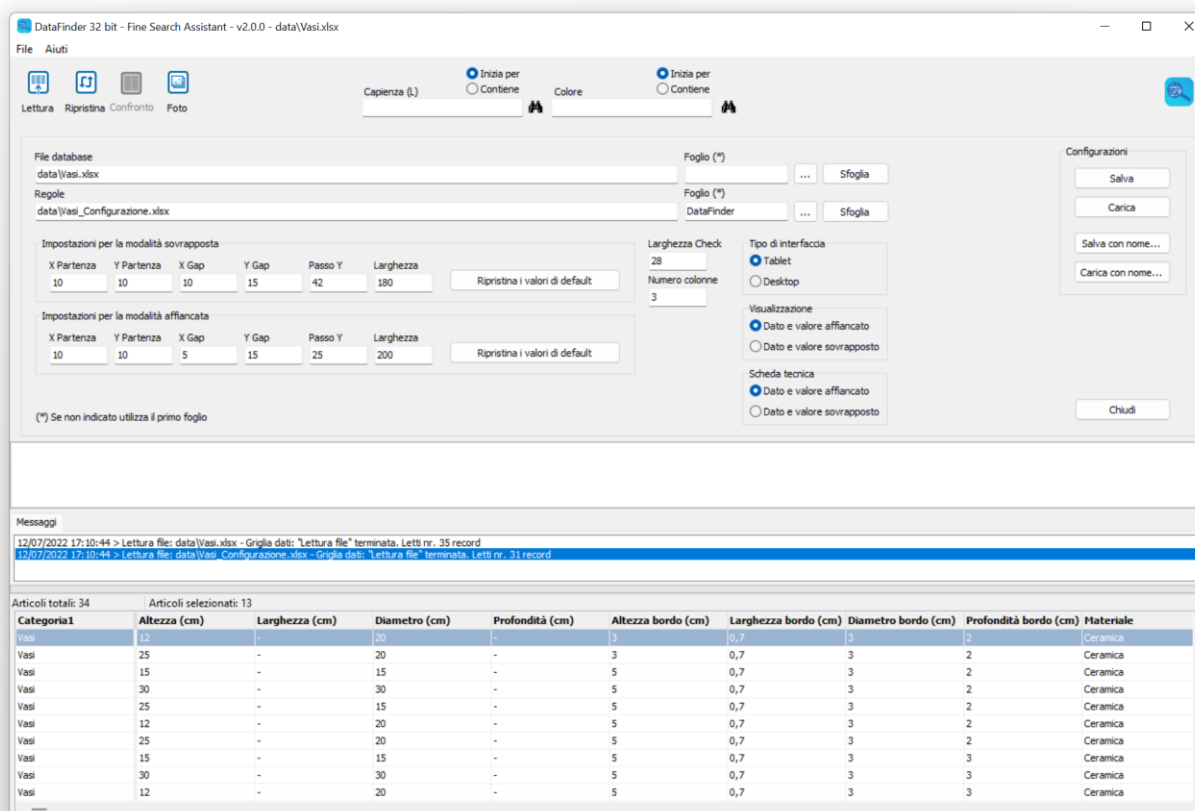 DataFinder 32 bit - Fine Search Assistant - v2.0.0 - data\Vasi.xlsx
File Aiuti
Lettura Ripristina Confronto Foto
Capienza (L) Inizia per Contiene Colore Inizia per Contiene
File database Foglio (*)
data\Vasi.xlsx ... Sfoglia
Regole Foglio (*)
data\Vasi_Configurazione.xlsx DataFinder ... Sfoglia
Impostazioni per la modalità sovrapposta
X Partenza Y Partenza X Gap Y Gap Passo Y Larghezza
10 10 10 15 42 180 Ripristina i valori di default
Impostazioni per la modalità affiancata
X Partenza Y Partenza X Gap Y Gap Passo Y Larghezza
10 10 5 15 25 200 Ripristina i valori di default
(*) Se non indicato utilizza il primo foglio
Larghezza Check
28
Numero colonne
3
Tipo di interfaccia
Tablet
Desktop
Visualizzazione
Dato e valore affiancato
Dato e valore sovrapposto
Scheda tecnica
Dato e valore affiancato
Dato e valore sovrapposto
Configurazioni
Salva
Carica
Salva con nome...
Carica con nome...
Chiudi
Messaggi
12/07/2022 17:10:44 > Lettura file: data\Vasi.xlsx - Griglia dati: "Lettura file" terminata. Letti nr. 35 record
12/07/2022 17:10:44 > Lettura file: data\Vasi_Configurazione.xlsx - Griglia dati: "Lettura file" terminata. Letti nr. 31 record
Articoli totali: 34 Articoli selezionati: 13
Categoria1 Altezza (cm) Larghezza (cm) Diametro (cm) Profondità (cm) Altezza bordo (cm) Larghezza bordo (cm) Diametro bordo (cm) Profondità bordo (cm) Materiale
Vasi 12 - 20 - 3 0,7 3 2 Ceramica
Vasi 25 - 20 - 3 0,7 3 2 Ceramica
Vasi 15 - 15 - 5 0,7 3 2 Ceramica
Vasi 30 - 30 - 5 0,7 3 2 Ceramica
Vasi 25 - 15 - 5 0,7 3 2 Ceramica
Vasi 12 - 20 - 5 0,7 3 2 Ceramica
Vasi 25 - 20 - 5 0,7 3 2 Ceramica
Vasi 15 - 15 - 5 0,7 3 3 Ceramica
Vasi 30 - 30 - 5 0,7 3 3 Ceramica
Vasi 12 - 20 - 5 0,7 3 3 Ceramica